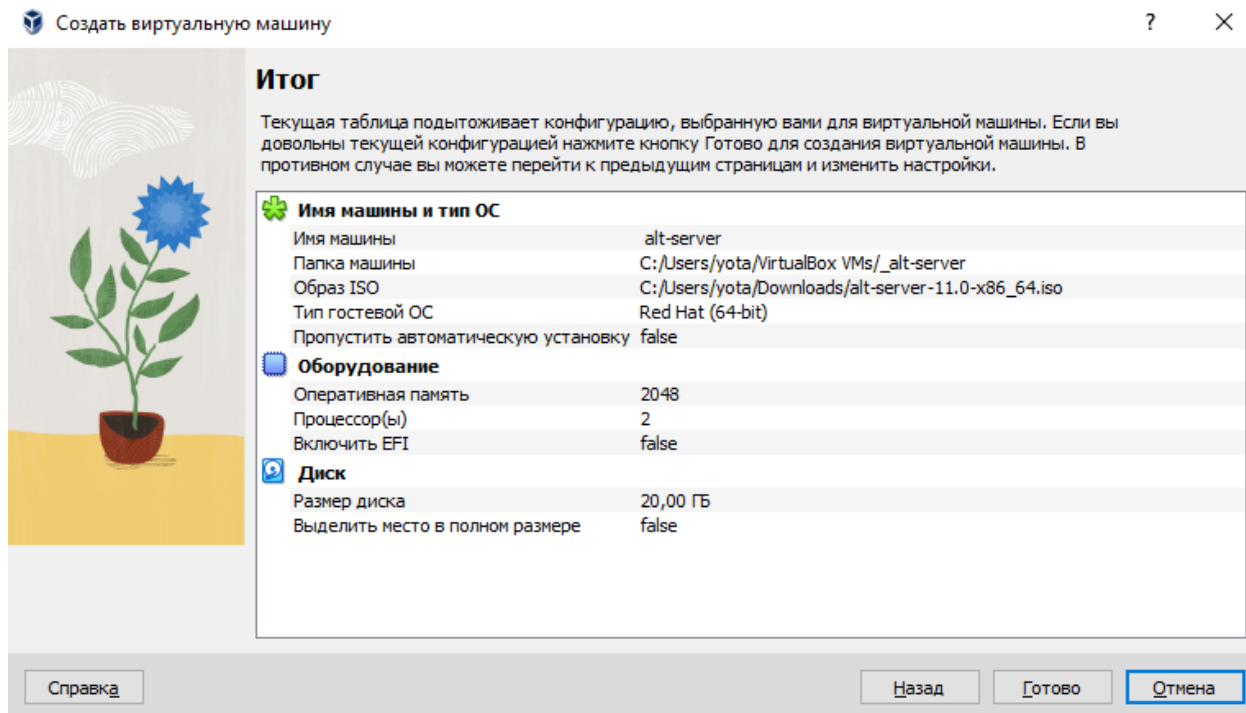 Создать виртуальную машину
?
Итог
Текущая таблица подытоживает конфигурацию, выбранную вами для виртуальной машины. Если вы
довольны текущей конфигурацией нажмите кнопку Готово для создания виртуальной машины. В
противном случае вы можете перейти к предыдущим страницам и изменить настройки.
Имя машины и тип ОС
Имя машины alt-server
Папка машины C:/Users/yota/VirtualBox VMs/_alt-server
Образ ISO C:/Users/yota/Downloads/alt-server-11.0-x86_64.iso
Тип гостевой ОС Red Hat (64-bit)
Пропустить автоматическую установку false
Оборудование
Оперативная память 2048
Процессор(ы) 2
Включить EFI false
Диск
Размер диска 20,00 ГБ
Выделить место в полном размере false
Справка Назад Готово Отмена